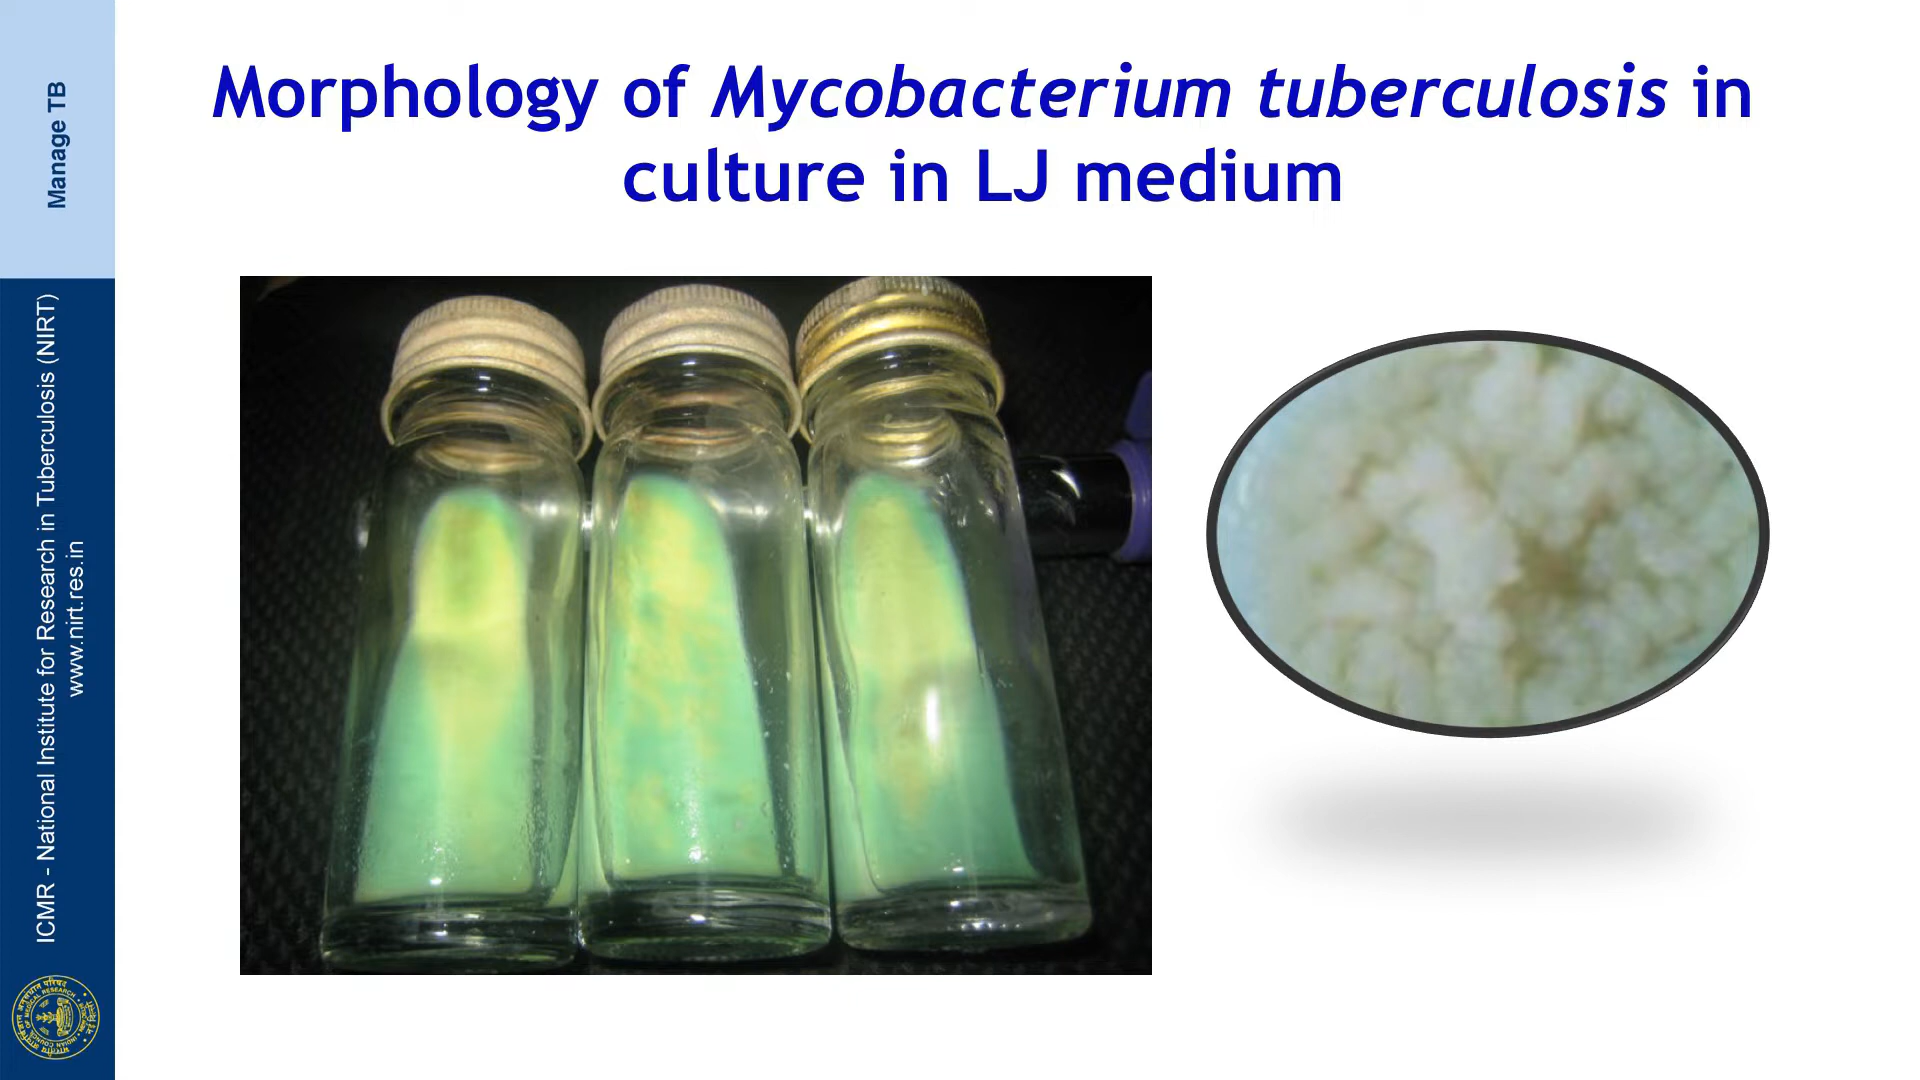 Morphology of Mycobacterium tuberculosis in
culture in LJ medium
Manage TB
ICMR - National Institute for Research in Tuberculosis (NIRT)
www.nirt.res.in